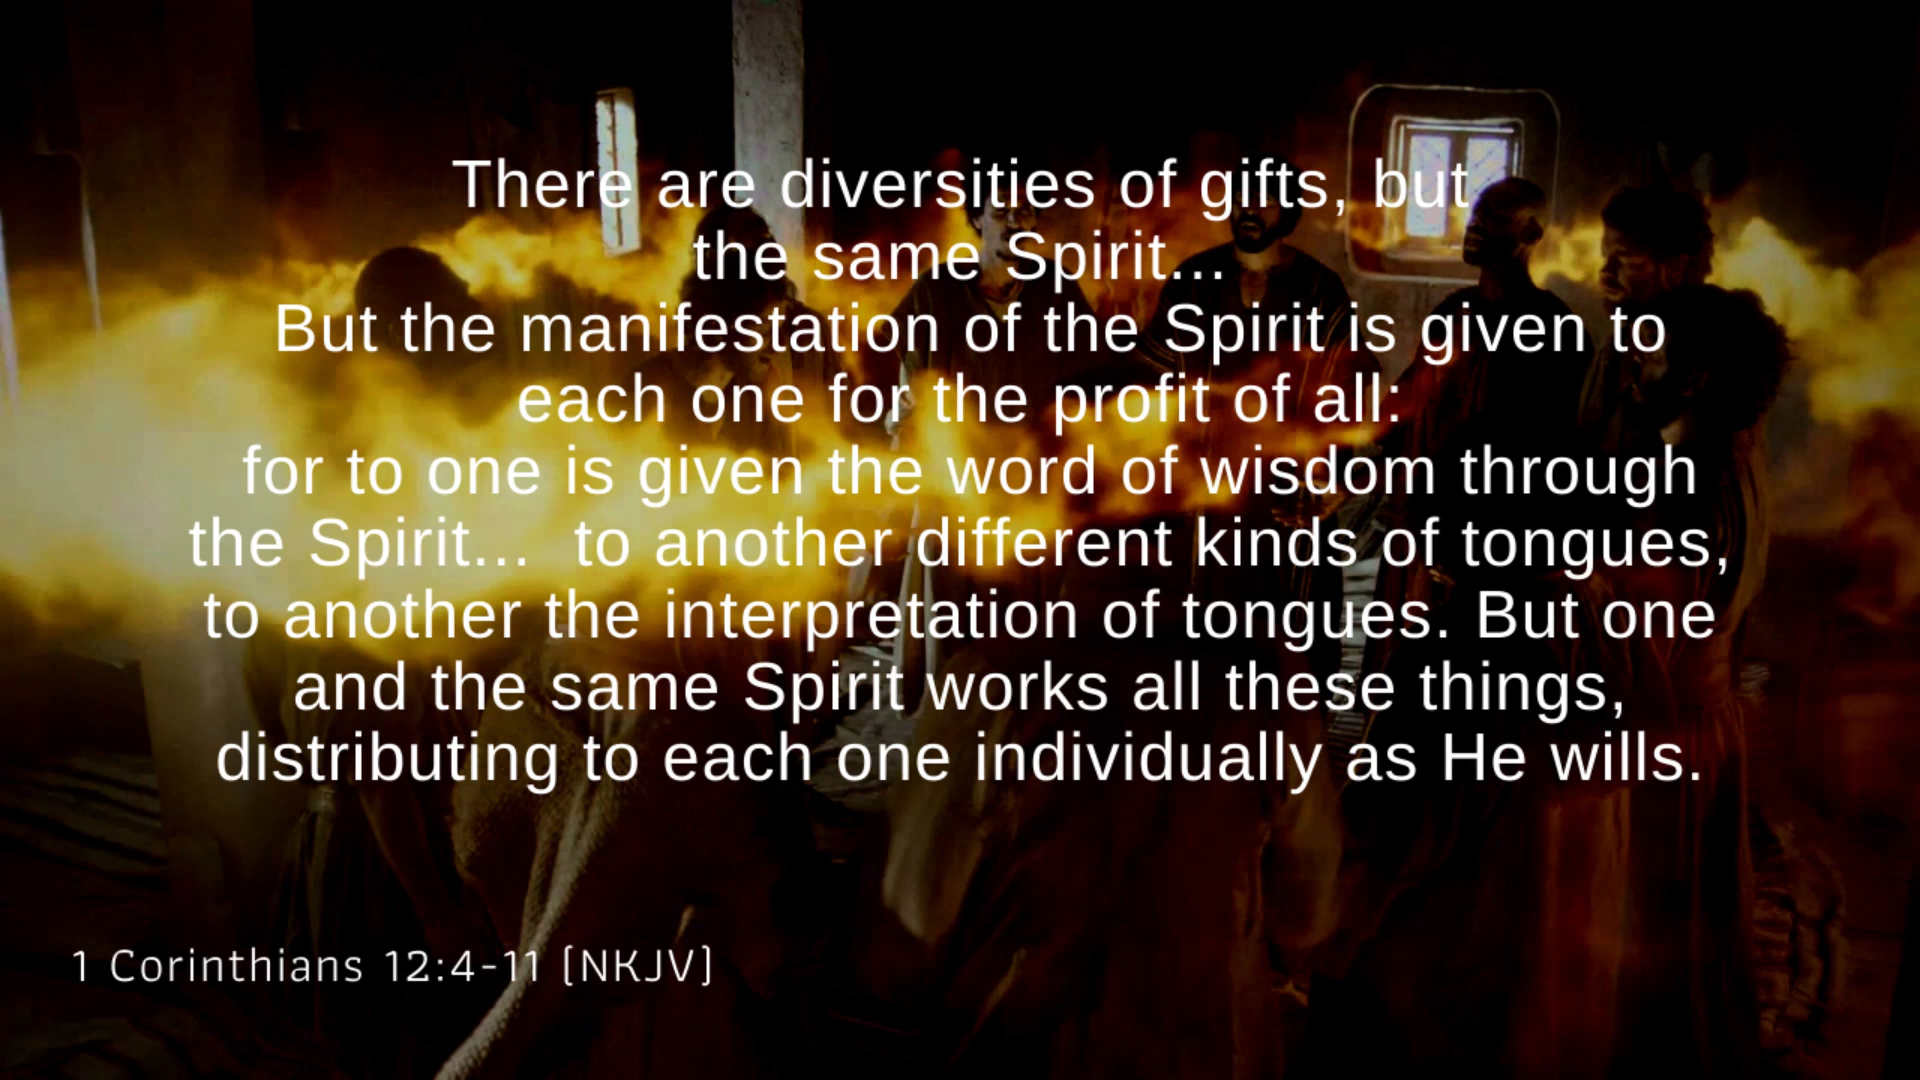 There are diversities of gifts, but
the same Spirit...
But the manifestation of the Spirit is given to
each one for the profit of all:
for to one is given the word of wisdom through
the Spirit...  to another different kinds of tongues,
to another the interpretation of tongues. But one
and the same Spirit works all these things,
distributing to each one individually as He wills.
1 Corinthians 12:4-11 [NKJV]